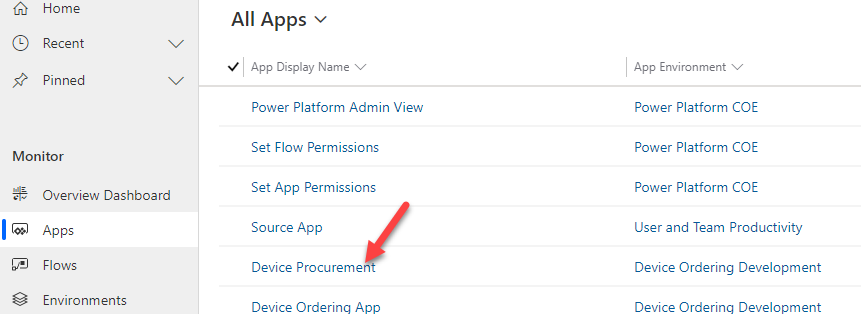 Home
Recent
Pinned
Monitor
Overview Dashboard
Apps
Flows
Environments
All Apps
App Display Name App Environment
Power Platform Admin View Power Platform COE
Set Flow Permissions Power Platform COE
Set App Permissions Power Platform COE
Source App User and Team Productivity
Device Procurement Device Ordering Development
Device Ordering App Device Ordering Development